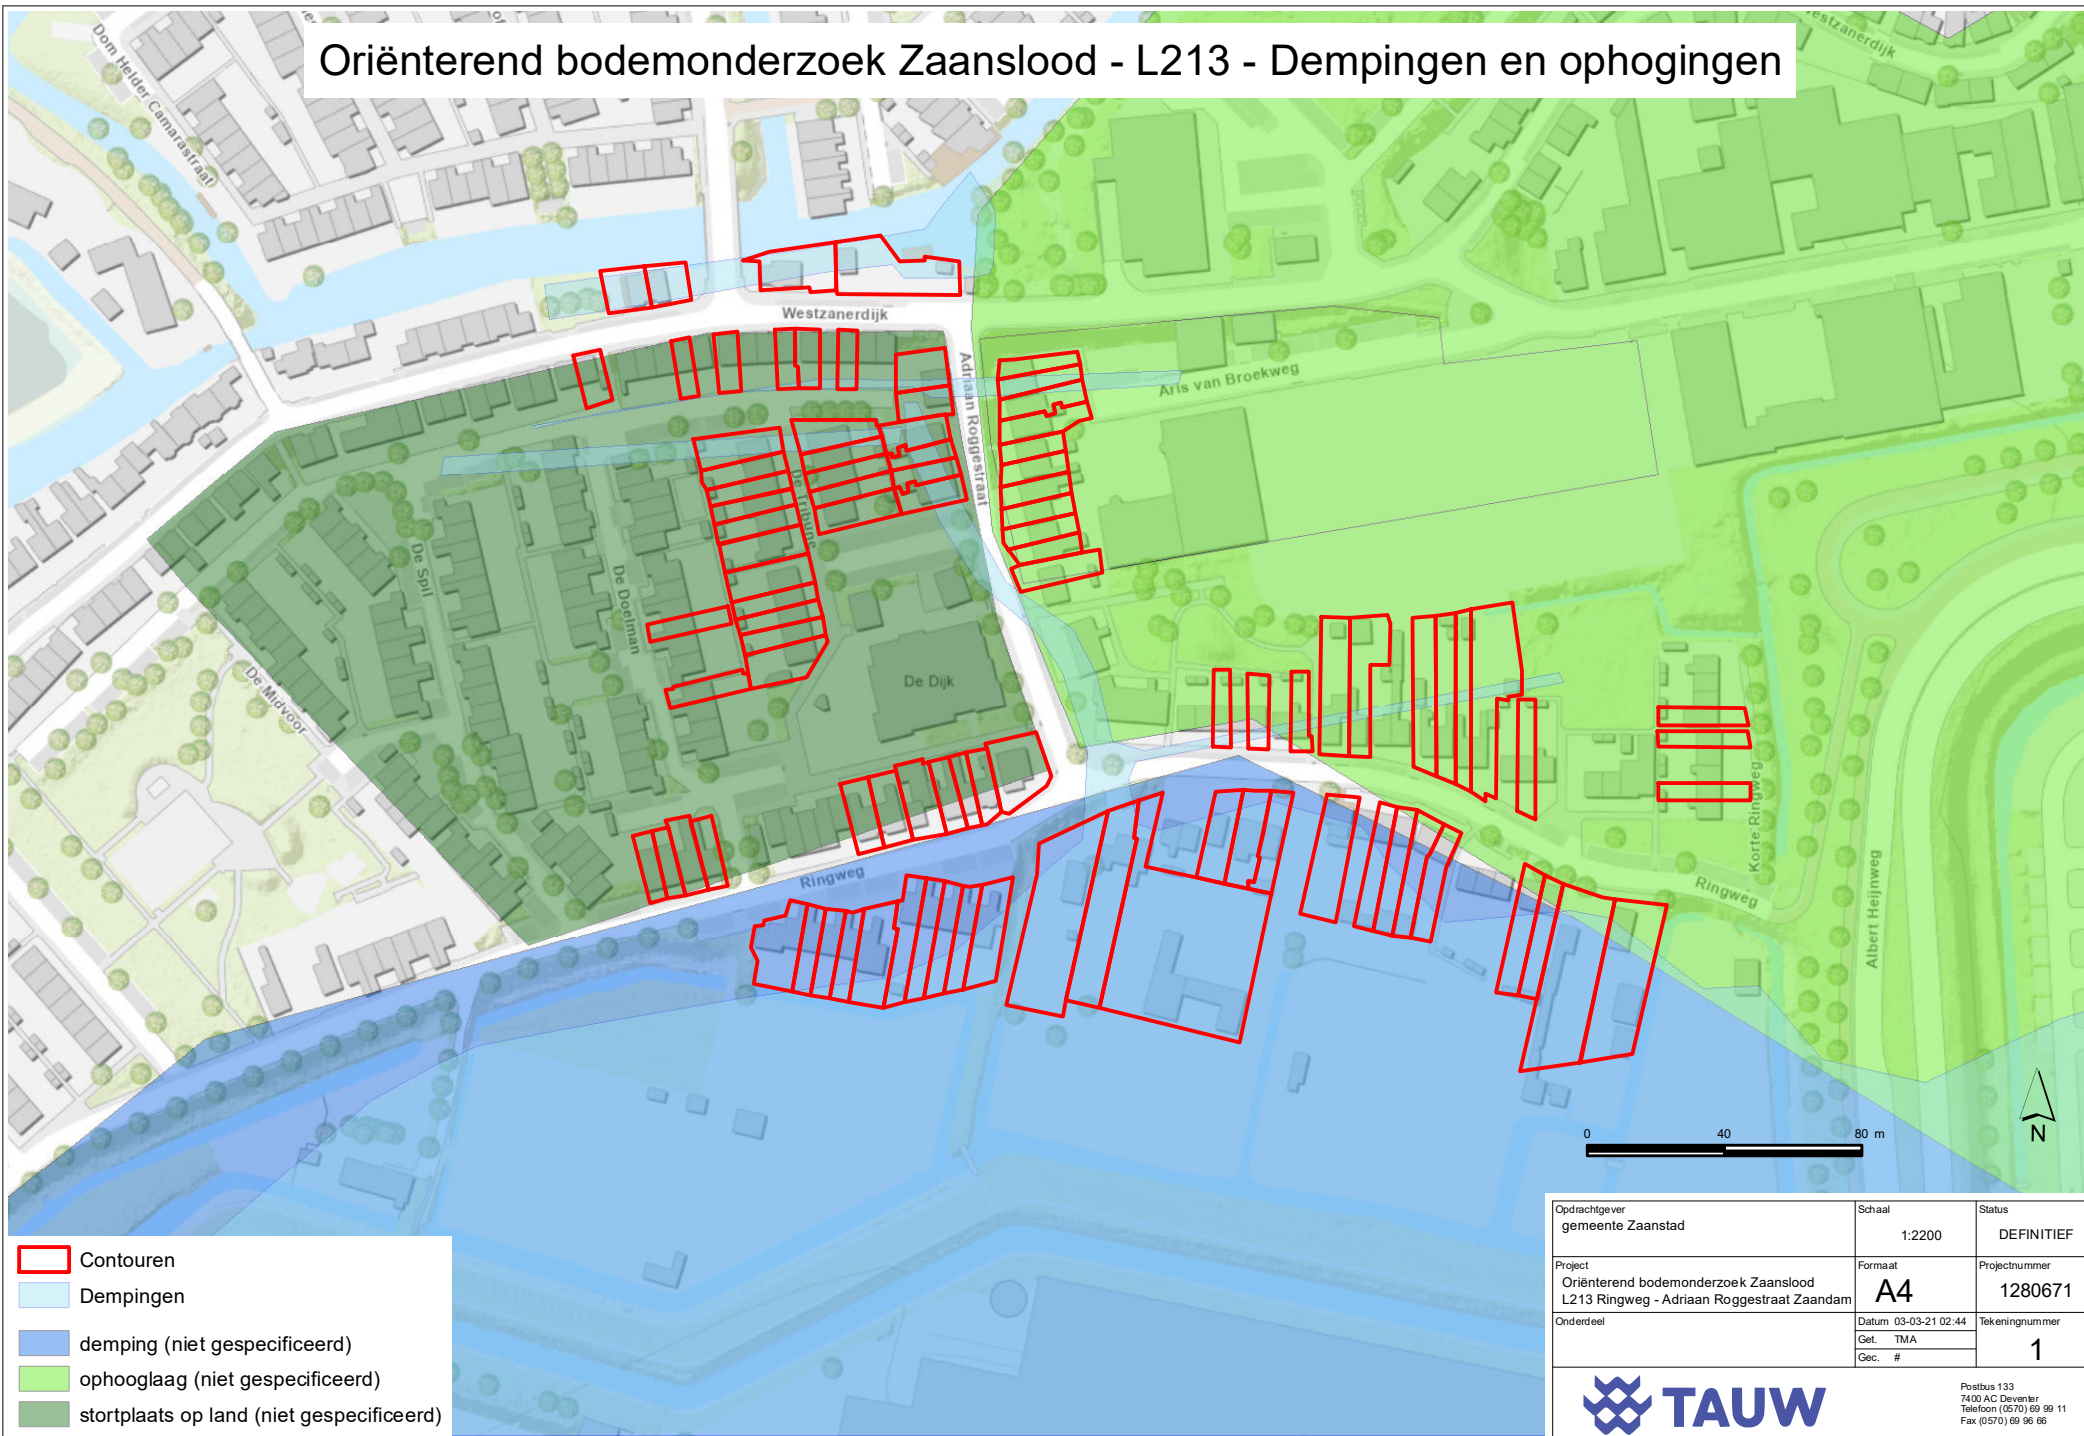 Oriënterend bodemonderzoek Zaanslood - L213 - Dempingen en ophogingen
Dom Helder Camarastraat
Westzanerdijk
Westzanerdijk
Adriaan Roggestraat
Aris van Broekweg
De Tribune
De Spil
De Doelman
De Midvoor
De Dijk
Ringweg
Ringweg
Korte Ringweg
Albert Heijnweg
0 40 80 m
N
Contouren
Dempingen
demping (niet gespecificeerd)
ophooglaag (niet gespecificeerd)
stortplaats op land (niet gespecificeerd)
Opdrachtgever
gemeente Zaanstad
Schaal
1:2200
Status
DEFINITIEF
Project
Oriënterend bodemonderzoek Zaanslood
L213 Ringweg - Adriaan Roggestraat Zaandam
Formaat
A4
Projectnummer
1280671
Onderdeel
Datum 03-03-21 02:44
Get. TMA
Gec. #
Tekeningnummer
1
TAUW
Postbus 133
7400 AC Deventer
Telefoon (0570) 69 99 11
Fax (0570) 69 96 66